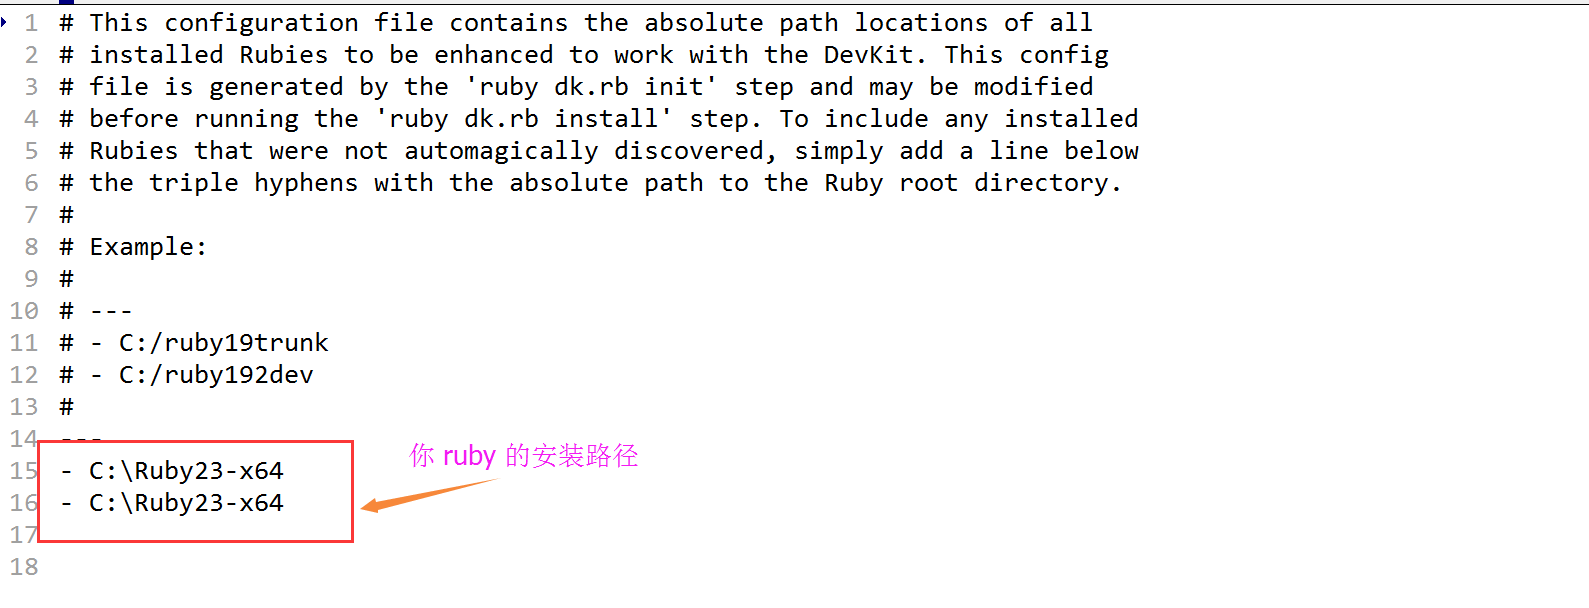 1 # This configuration file contains the absolute path locations of all
2 # installed Rubies to be enhanced to work with the DevKit. This config
3 # file is generated by the 'ruby dk.rb init' step and may be modified
4 # before running the 'ruby dk.rb install' step. To include any installed
5 # Rubies that were not automagically discovered, simply add a line below
6 # the triple hyphens with the absolute path to the Ruby root directory.
7 #
8 # Example:
9 #
10 # ---
11 # - C:/ruby19trunk
12 # - C:/ruby192dev
13 #
14 ---
你 ruby 的安装路径
15 - C:\Ruby23-x64
16 - C:\Ruby23-x64
17
18